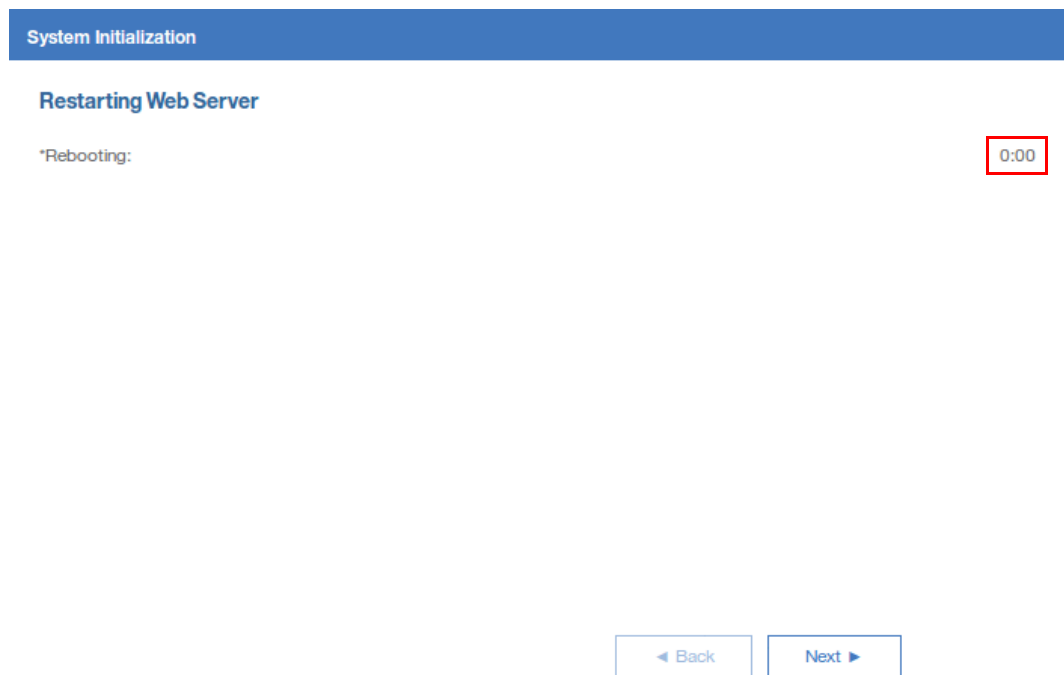 System Initialization
Restarting Web Server
*Rebooting: 0:00
◄ Back Next ►